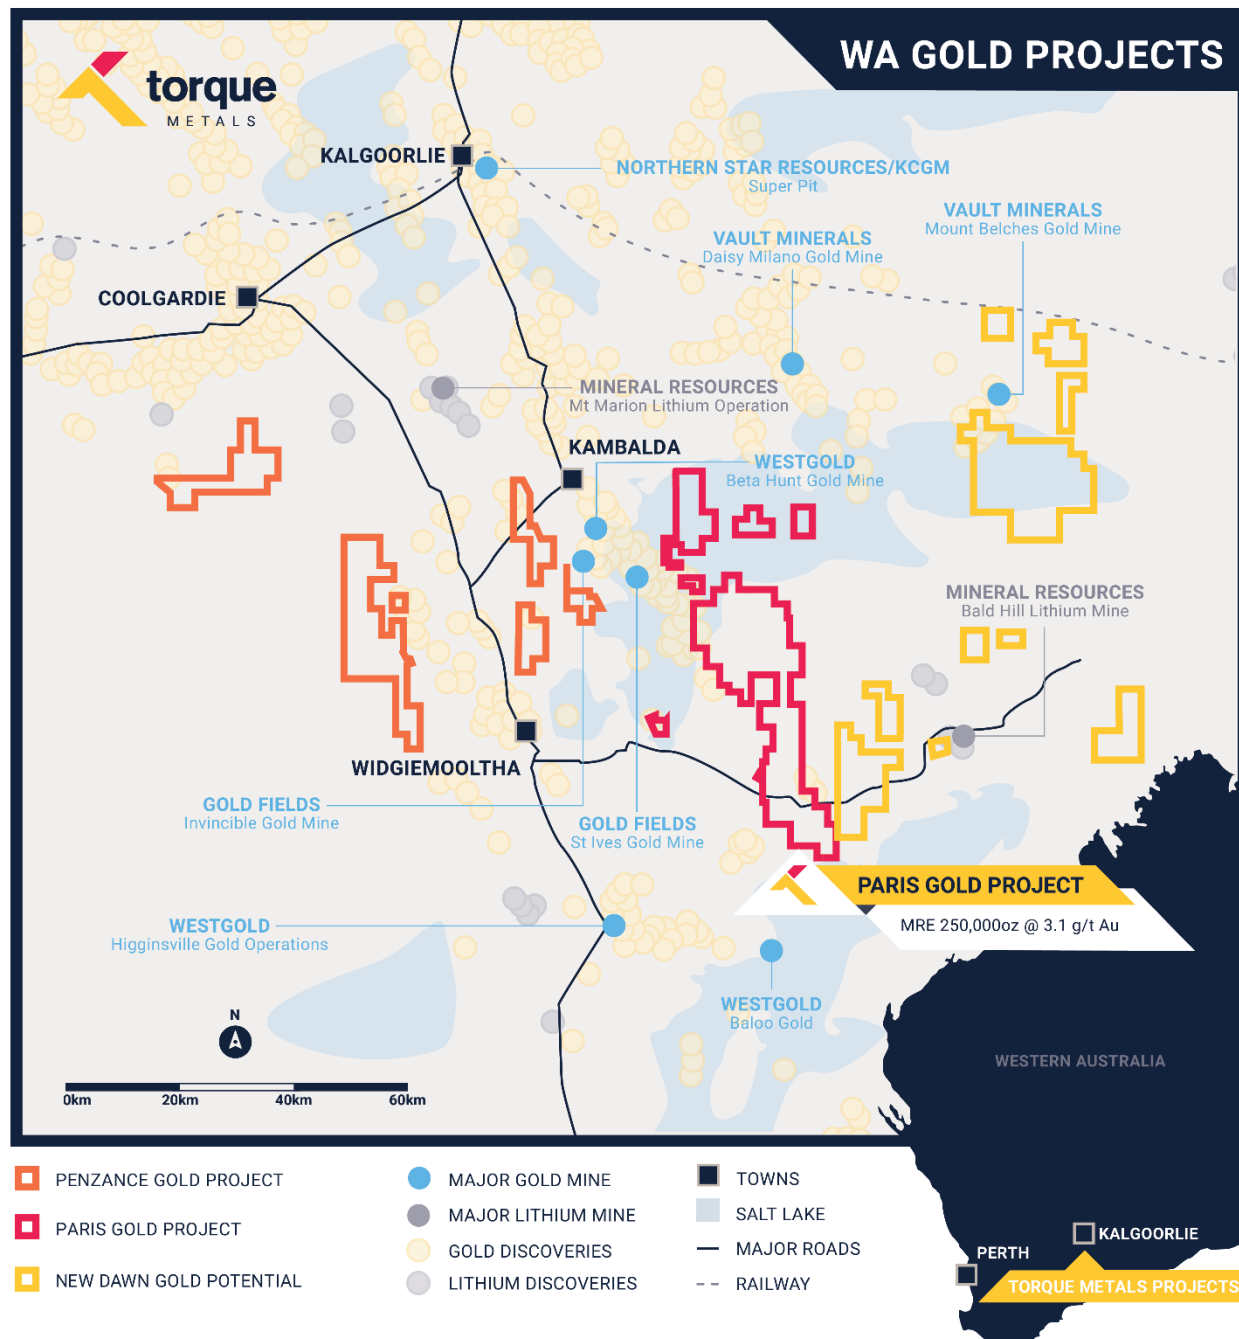 WA GOLD PROJECTS
torque
METALS
KALGOORLIE
NORTHERN STAR RESOURCES/KCGM
Super Pit
VAULT MINERALS
Mount Belches Gold Mine
VAULT MINERALS
Daisy Milano Gold Mine
COOLGARDIE
MINERAL RESOURCES
Mt Marion Lithium Operation
KAMBALDA
WESTGOLD
Beta Hunt Gold Mine
MINERAL RESOURCES
Bald Hill Lithium Mine
WIDGIEMOOLTHA
GOLD FIELDS
Invincible Gold Mine
GOLD FIELDS
St Ives Gold Mine
PARIS GOLD PROJECT
MRE 250,000oz @ 3.1 g/t Au
WESTGOLD
Higginsville Gold Operations
WESTGOLD
Baloo Gold
N
0km 20km 40km 60km
WESTERN AUSTRALIA
PENZANCE GOLD PROJECT
PARIS GOLD PROJECT
NEW DAWN GOLD POTENTIAL
MAJOR GOLD MINE
MAJOR LITHIUM MINE
GOLD DISCOVERIES
LITHIUM DISCOVERIES
TOWNS
SALT LAKE
MAJOR ROADS
RAILWAY
KALGOORLIE
PERTH
TORQUE METALS PROJECTS